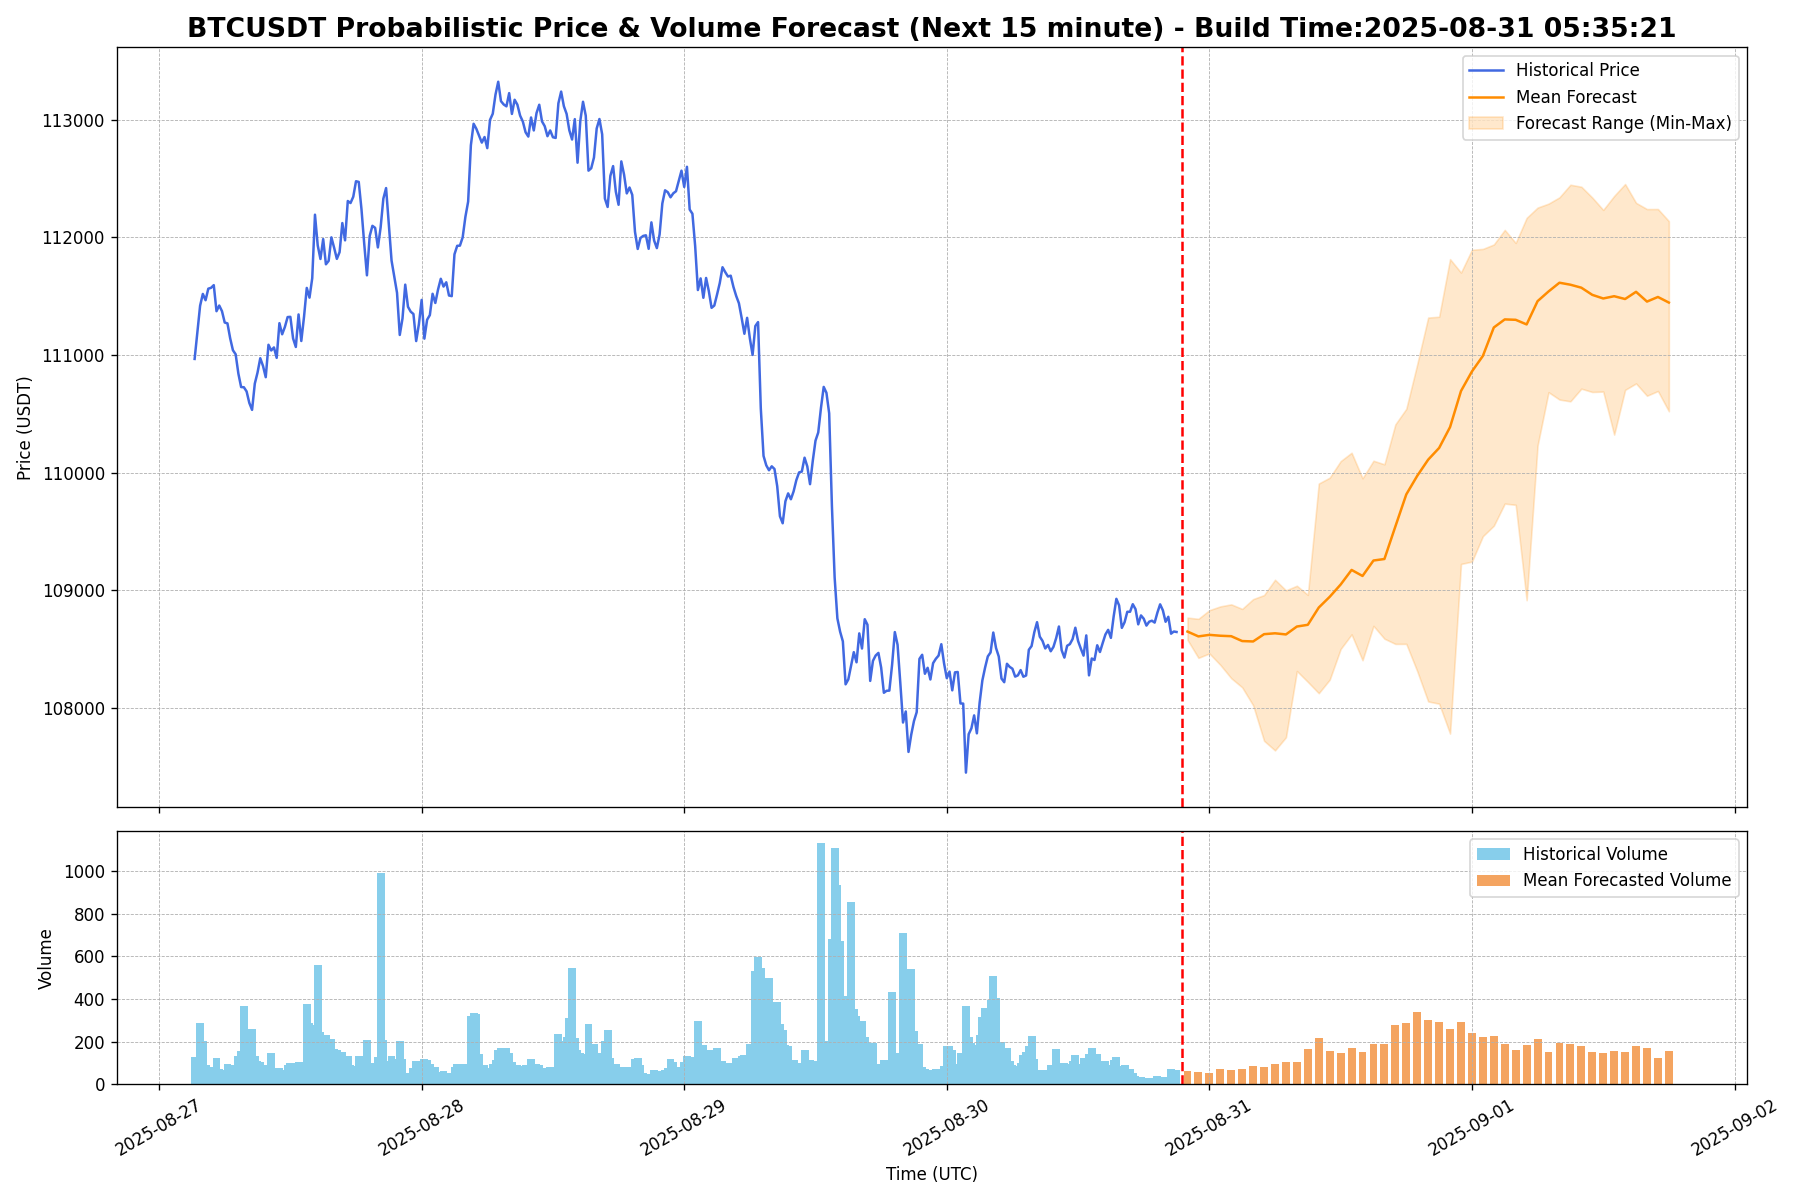 BTCUSDT Probabilistic Price & Volume Forecast (Next 15 minute) - Build Time:2025-08-31 05:35:21
Historical Price
Mean Forecast
Forecast Range (Min-Max)
113000
112000
111000
110000
109000
108000
Price (USDT)
Historical Volume
Mean Forecasted Volume
1000
800
600
400
200
0
Volume
2025-08-27
2025-08-28
2025-08-29
2025-08-30
2025-08-31
2025-09-01
2025-09-02
Time (UTC)